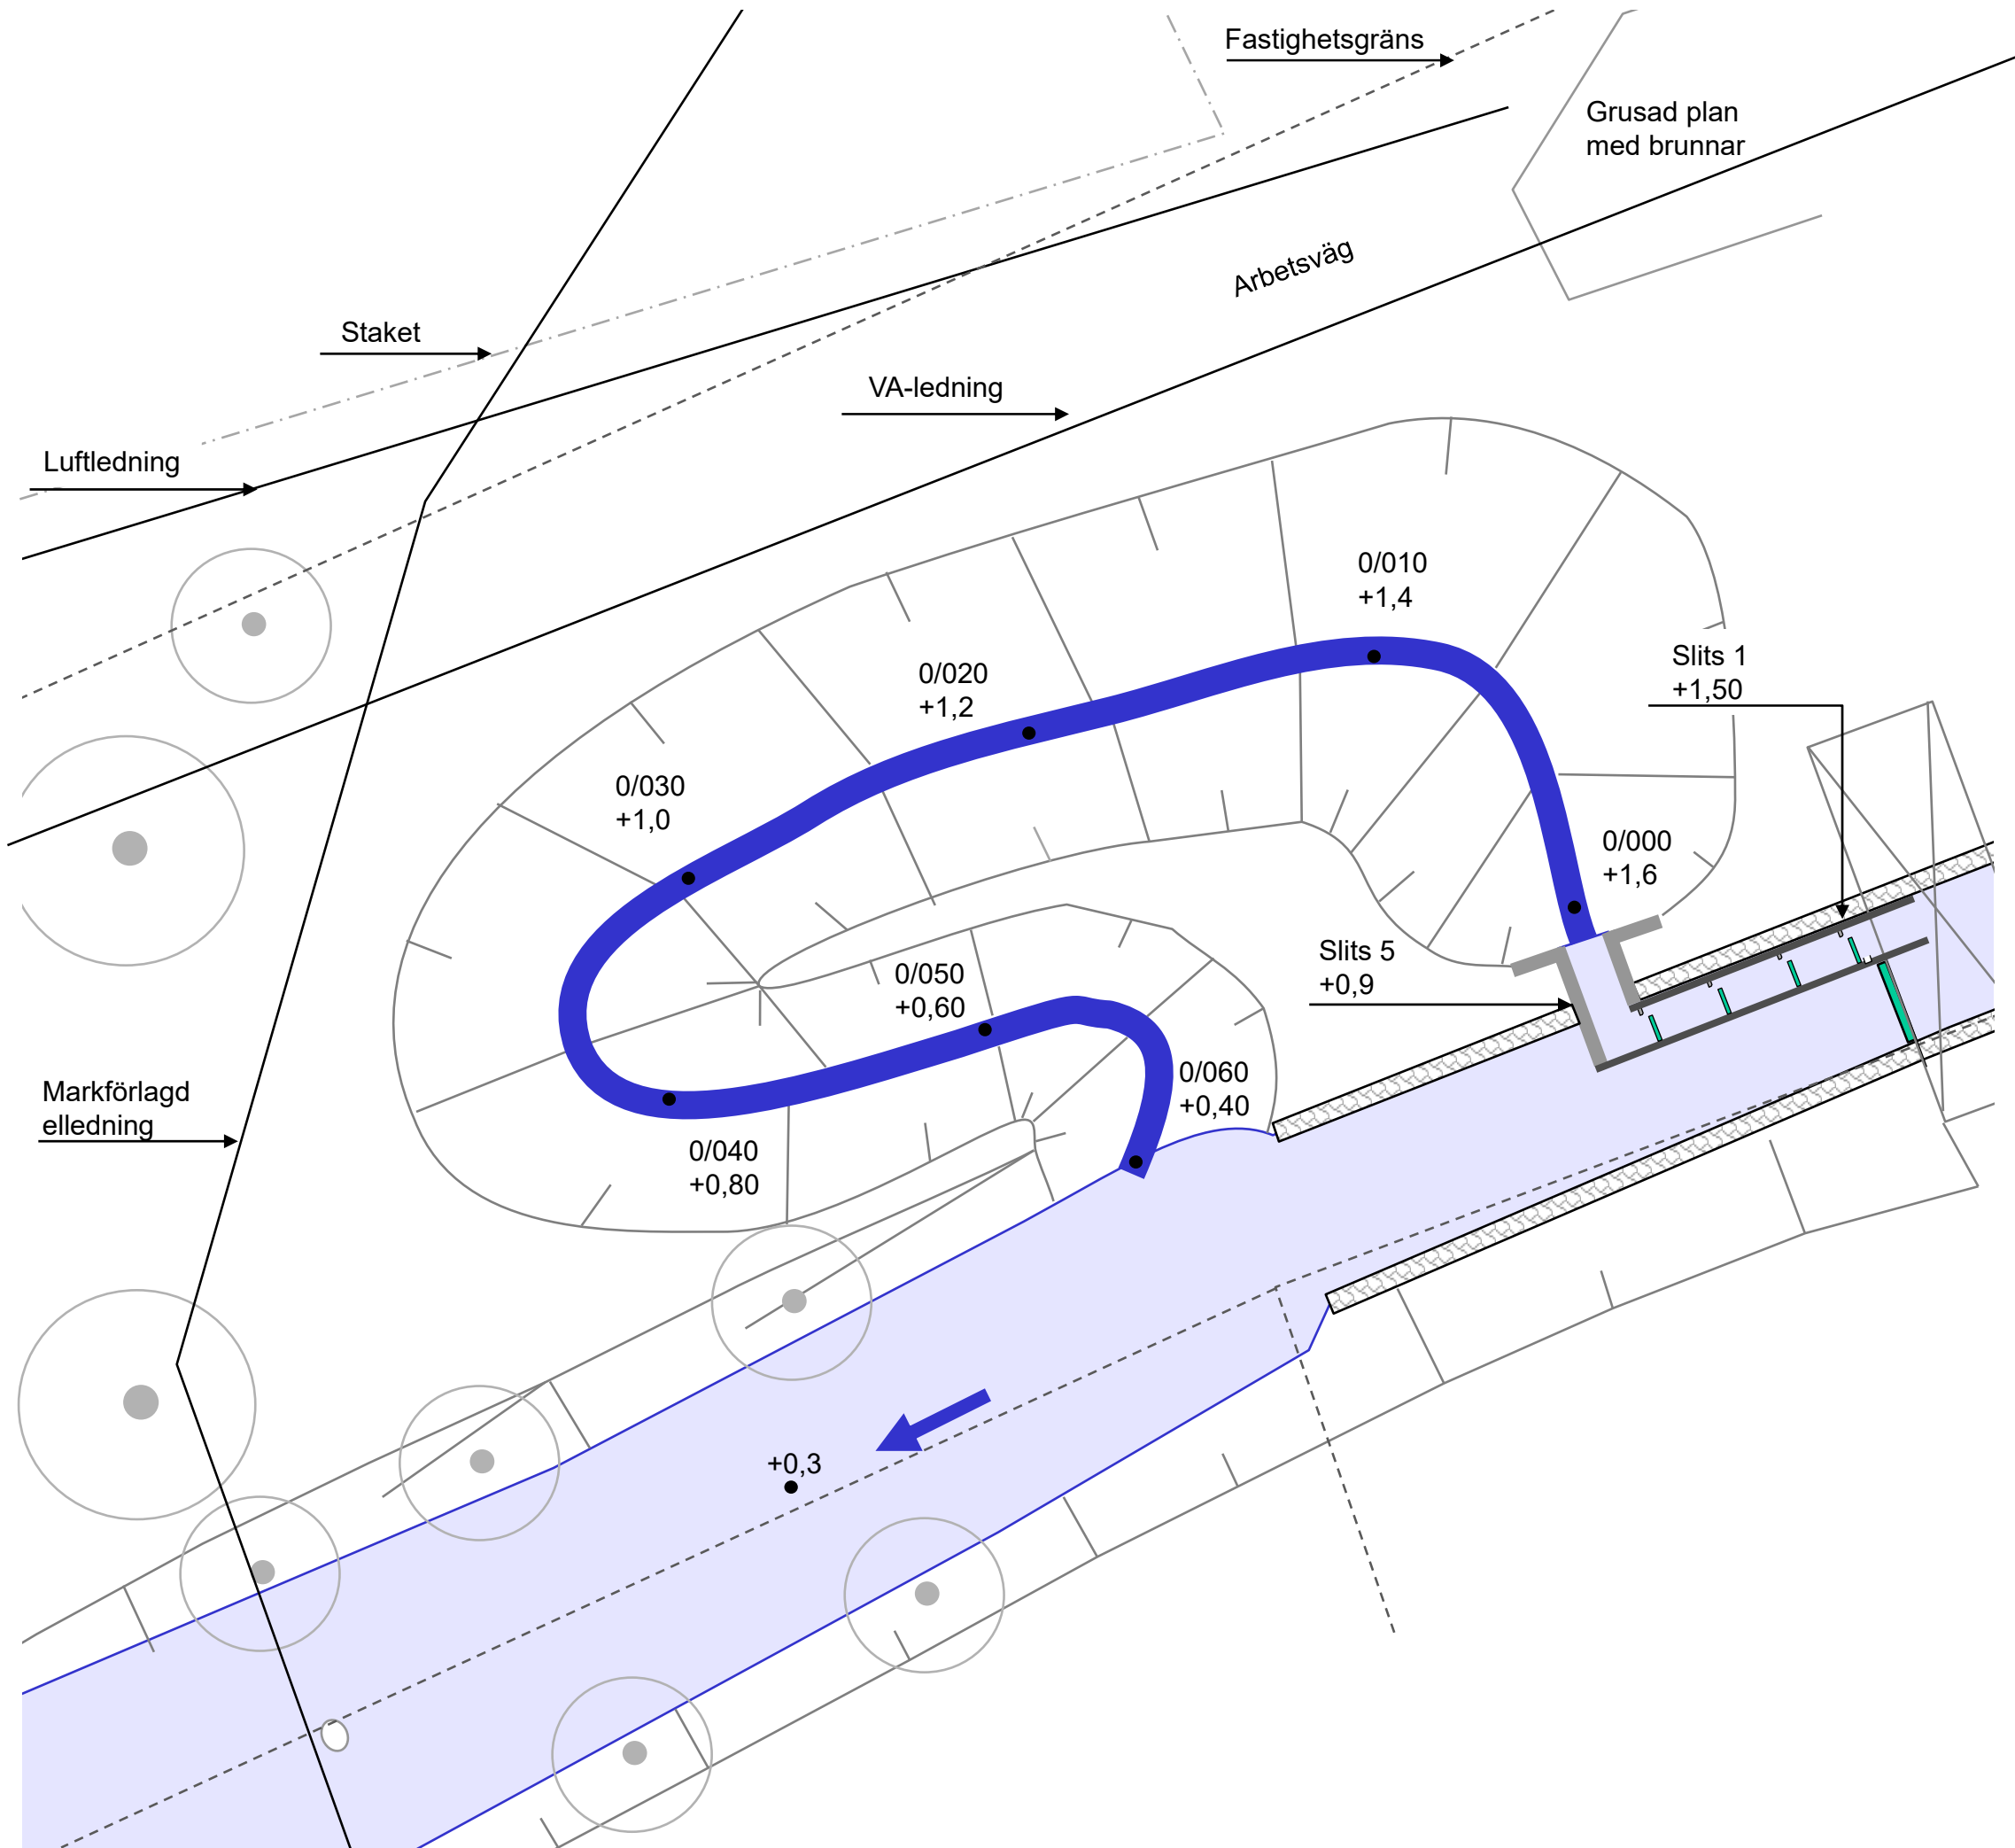 Fastighetsgräns
Grusad plan
med brunnar
Arbetsväg
Staket
VA-ledning
Luftledning
0/010
+1,4
Slits 1
+1,50
0/020
+1,2
0/030
+1,0
0/000
+1,6
Slits 5
+0,9
0/050
+0,60
0/060
+0,40
Markförlagd
elledning
0/040
+0,80
+0,3